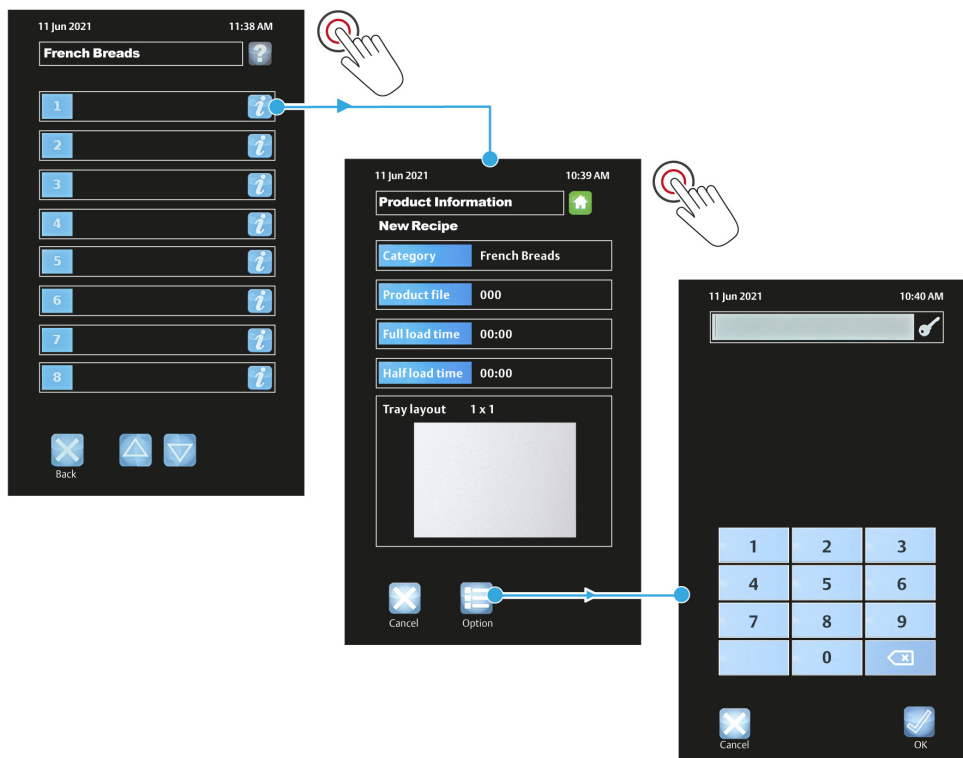 11 Jun 2021 11:38 AM
French Breads
?
1 i
2 i
3 i
4 i
5 i
6 i
7 i
8 i
Back
11 Jun 2021 10:39 AM
Product Information
New Recipe
Category French Breads
Product file 000
Full load time 00:00
Half load time 00:00
Tray layout 1 x 1
Cancel Option
11 Jun 2021 10:40 AM
1 2 3
4 5 6
7 8 9
0
Cancel OK